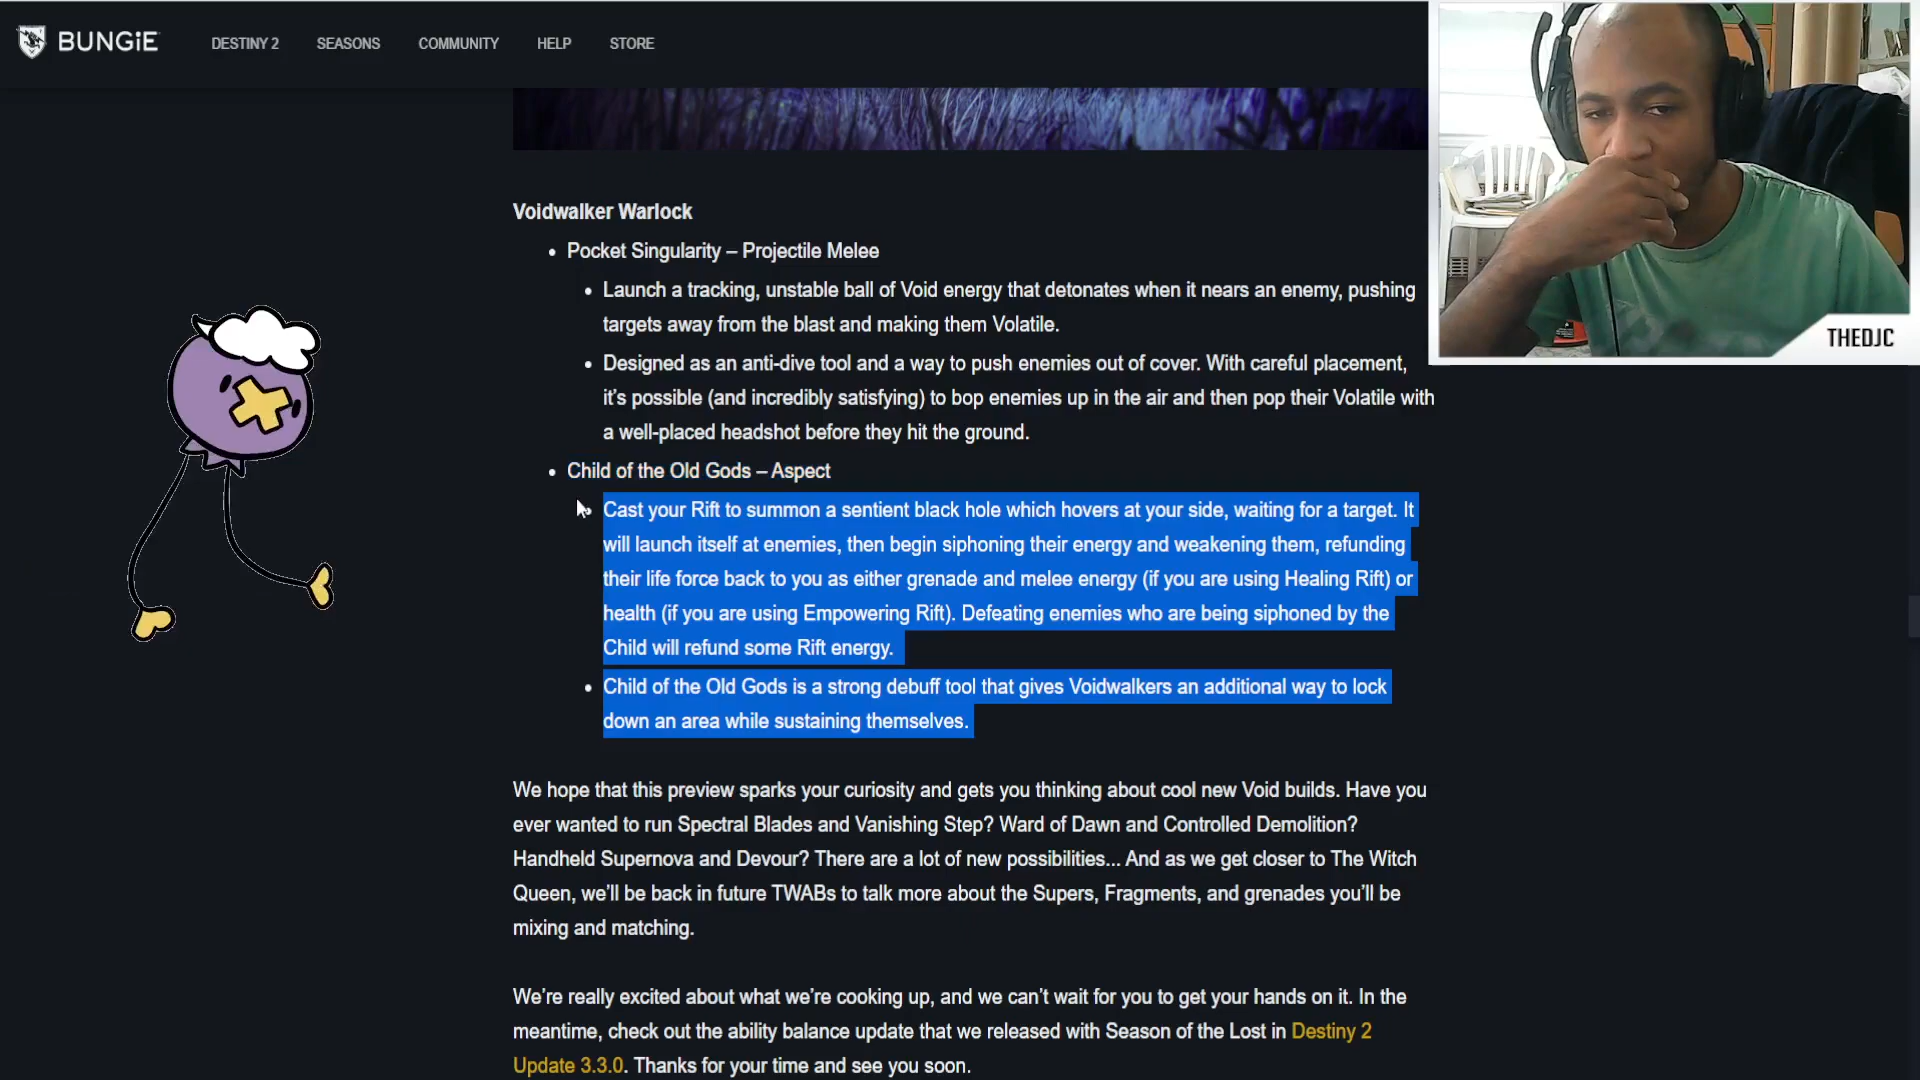 BUNGiE DESTINY 2 SEASONS COMMUNITY HELP STORE
Voidwalker Warlock
• Pocket Singularity – Projectile Melee
• Launch a tracking, unstable ball of Void energy that detonates when it nears an enemy, pushing
targets away from the blast and making them Volatile.
• Designed as an anti-dive tool and a way to push enemies out of cover. With careful placement,
it's possible (and incredibly satisfying) to bop enemies up in the air and then pop their Volatile with
a well-placed headshot before they hit the ground.
• Child of the Old Gods – Aspect
• Cast your Rift to summon a sentient black hole which hovers at your side, waiting for a target. It
will launch itself at enemies, then begin siphoning their energy and weakening them, refunding
their life force back to you as either grenade and melee energy (if you are using Healing Rift) or
health (if you are using Empowering Rift). Defeating enemies who are being siphoned by the
Child will refund some Rift energy.
• Child of the Old Gods is a strong debuff tool that gives Voidwalkers an additional way to lock
down an area while sustaining themselves.
We hope that this preview sparks your curiosity and gets you thinking about cool new Void builds. Have you
ever wanted to run Spectral Blades and Vanishing Step? Ward of Dawn and Controlled Demolition?
Handheld Supernova and Devour? There are a lot of new possibilities... And as we get closer to The Witch
Queen, we'll be back in future TWABs to talk more about the Supers, Fragments, and grenades you'll be
mixing and matching.
We're really excited about what we're cooking up, and we can't wait for you to get your hands on it. In the
meantime, check out the ability balance update that we released with Season of the Lost in Destiny 2
Update 3.3.0. Thanks for your time and see you soon.
THEDJC